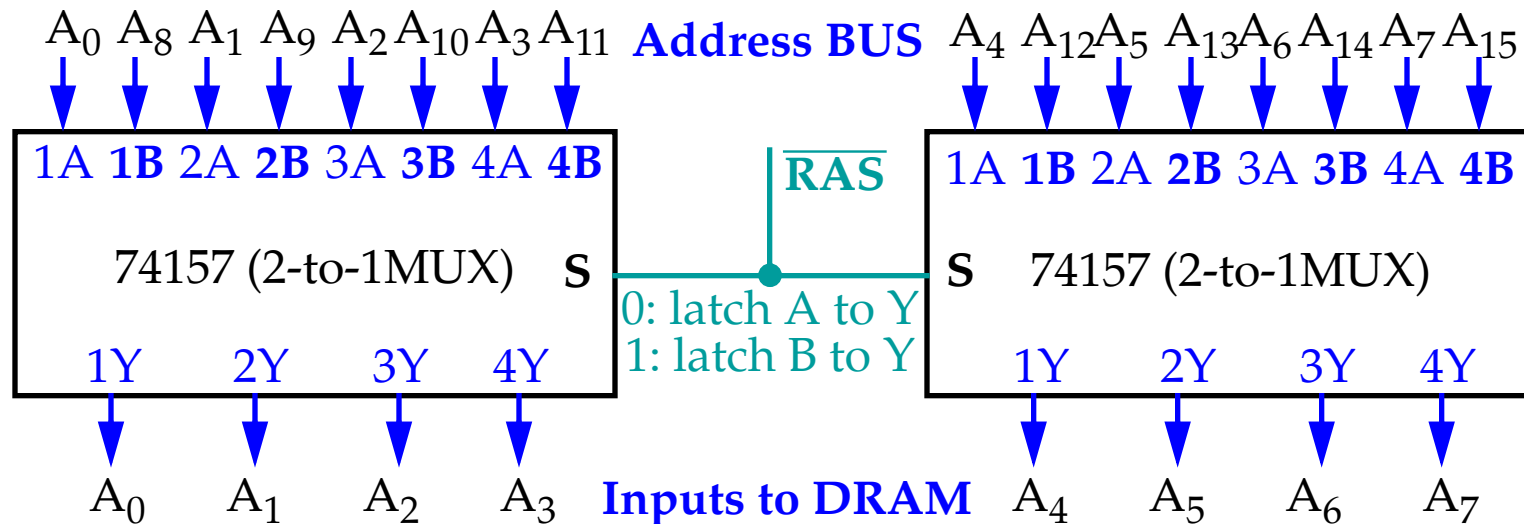 A0 A8 A1 A9 A2 A10 A3 A11 Address BUS A4 A12 A5 A13 A6 A14 A7 A15
1A 1B 2A 2B 3A 3B 4A 4B RAS 1A 1B 2A 2B 3A 3B 4A 4B
74157 (2-to-1MUX) S S 74157 (2-to-1MUX)
0: latch A to Y
1: latch B to Y
1Y 2Y 3Y 4Y 1Y 2Y 3Y 4Y
A0 A1 A2 A3 Inputs to DRAM A4 A5 A6 A7